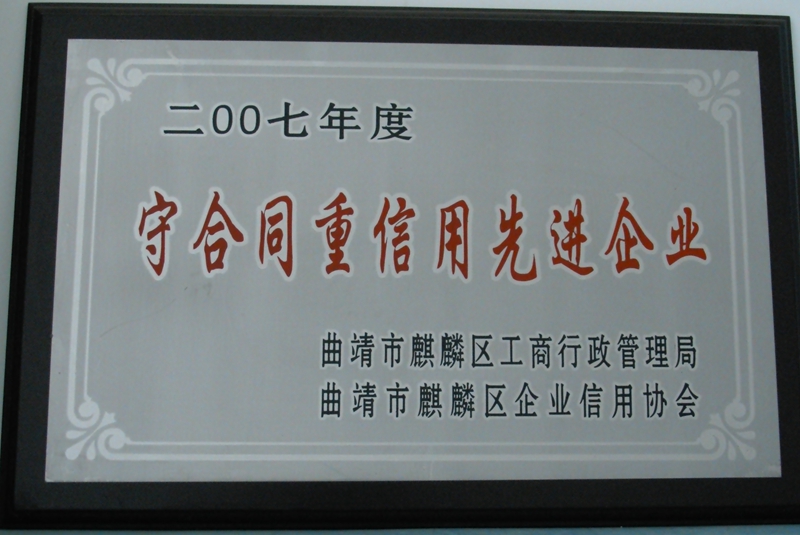 二00七年度
守合同重信用先进企业
曲靖市麒麟区工商行政管理局
曲靖市麒麟区企业信用协会